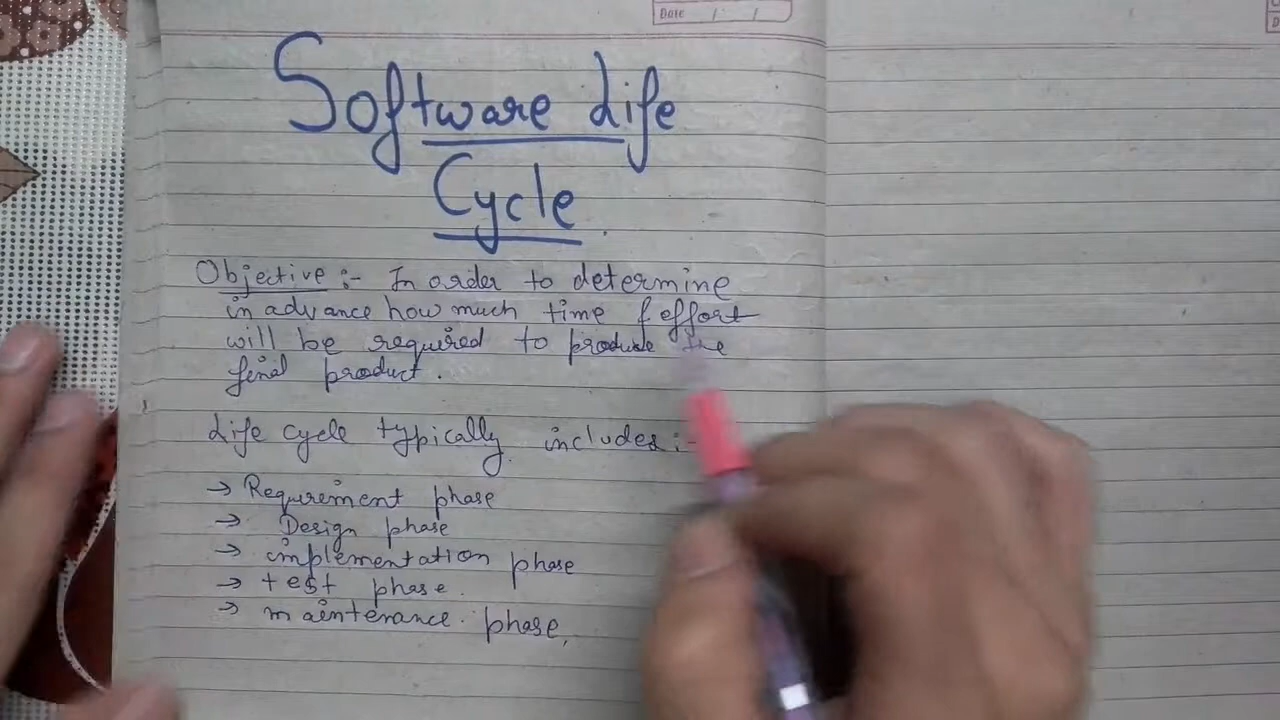 Date / /
Software Life
Cycle.
Objective :- In order to determine
in advance how much time & effort
will be required to produce the
final product.
Life cycle typically includes:-
→ Requrement phase
→ Design phase
→ implementation phase
→ test phase.
→ maintenance. phase,